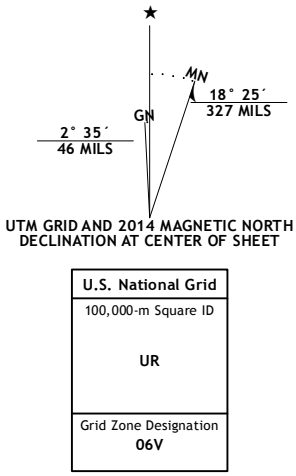 ★
MN
18° 25´
327 MILS
GN
2° 35´
46 MILS
UTM GRID AND 2014 MAGNETIC NORTH
DECLINATION AT CENTER OF SHEET
U.S. National Grid
100,000-m Square ID
UR
Grid Zone Designation
06V